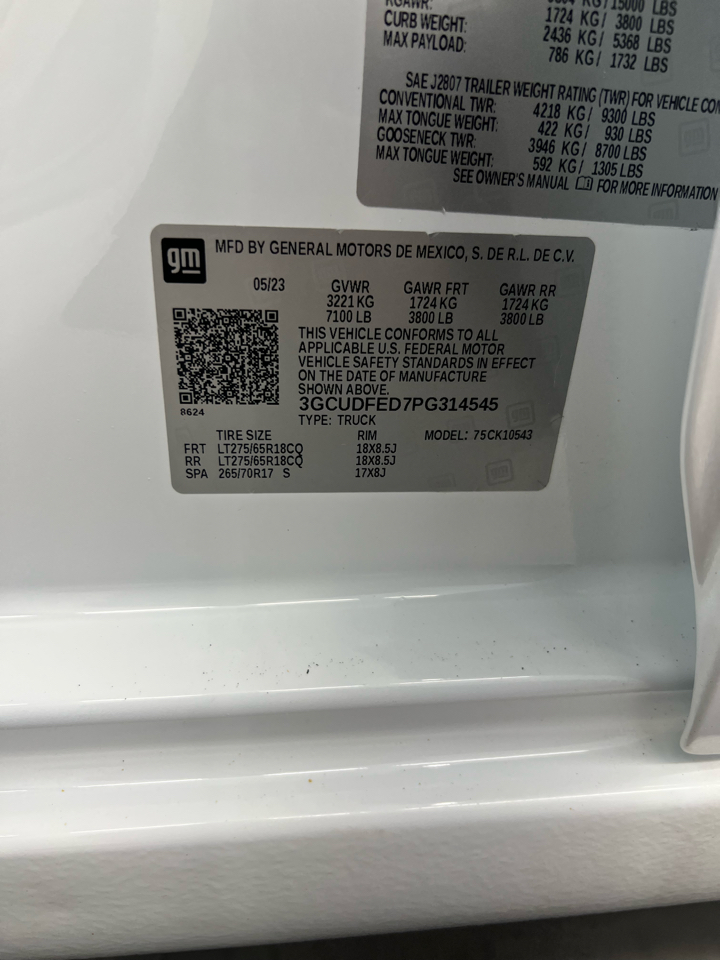 15000 LBS
CURB WEIGHT: 1724 KG/ 3800 LBS
MAX PAYLOAD: 2436 KG/ 5368 LBS
786 KG/ 1732 LBS
SAE J2807 TRAILER WEIGHT RATING (TWR) FOR VEHICLE
CONVENTIONAL TWR: 4218 KG/ 9300 LBS
MAX TONGUE WEIGHT: 422 KG/ 930 LBS
GOOSENECK TWR: 3946 KG/ 8700 LBS
MAX TONGUE WEIGHT: 592 KG/ 1305 LBS
SEE OWNER'S MANUAL FOR MORE INFORMATION
gm MFD BY GENERAL MOTORS DE MEXICO, S. DE R.L. DE C.V.
05/23 GVWR GAWR FRT GAWR RR
3221 KG 1724 KG 1724 KG
7100 LB 3800 LB 3800 LB
THIS VEHICLE CONFORMS TO ALL
APPLICABLE U.S. FEDERAL MOTOR
VEHICLE SAFETY STANDARDS IN EFFECT
ON THE DATE OF MANUFACTURE
SHOWN ABOVE.
8624 3GCUDFED7PG314545
TYPE: TRUCK
TIRE SIZE RIM MODEL: 75CK10543
FRT LT275/65R18CQ 18X8.5J
RR LT275/65R18CQ 18X8.5J
SPA 265/70R17 S 17X8J